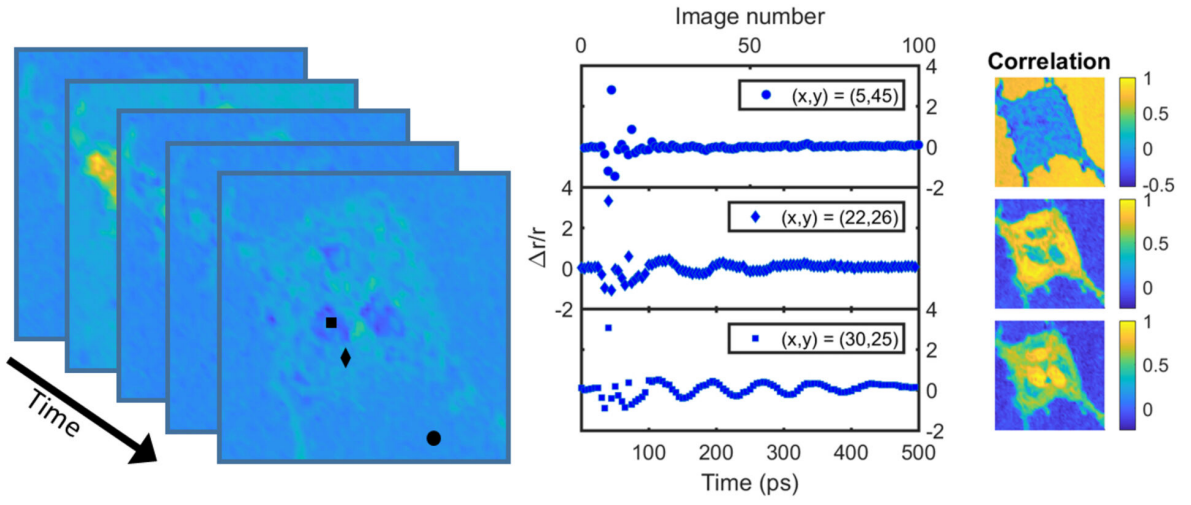 Time
Image number
0 50 100
4
(x,y) = (5,45)
2
0
-2
4
(x,y) = (22,26)
2
0
-2
4
(x,y) = (30,25)
2
0
-2
Δr/r
100 200 300 400 500
Time (ps)
Correlation
1
0.5
0
-0.5
1
0.5
0
1
0.5
0